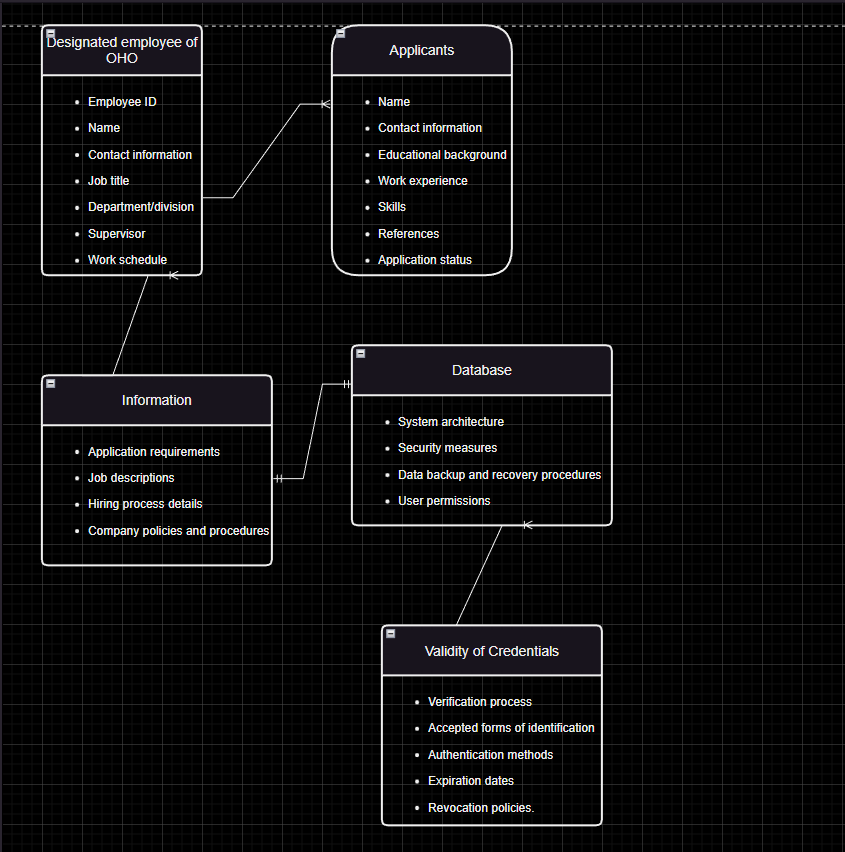 Designated employee of
OHO
Employee ID
Name
Contact information
Job title
Department/division
Supervisor
Work schedule
Applicants
Name
Contact information
Educational background
Work experience
Skills
References
Application status
Information
Application requirements
Job descriptions
Hiring process details
Company policies and procedures
Database
System architecture
Security measures
Data backup and recovery procedures
User permissions
Validity of Credentials
Verification process
Accepted forms of identification
Authentication methods
Expiration dates
Revocation policies.